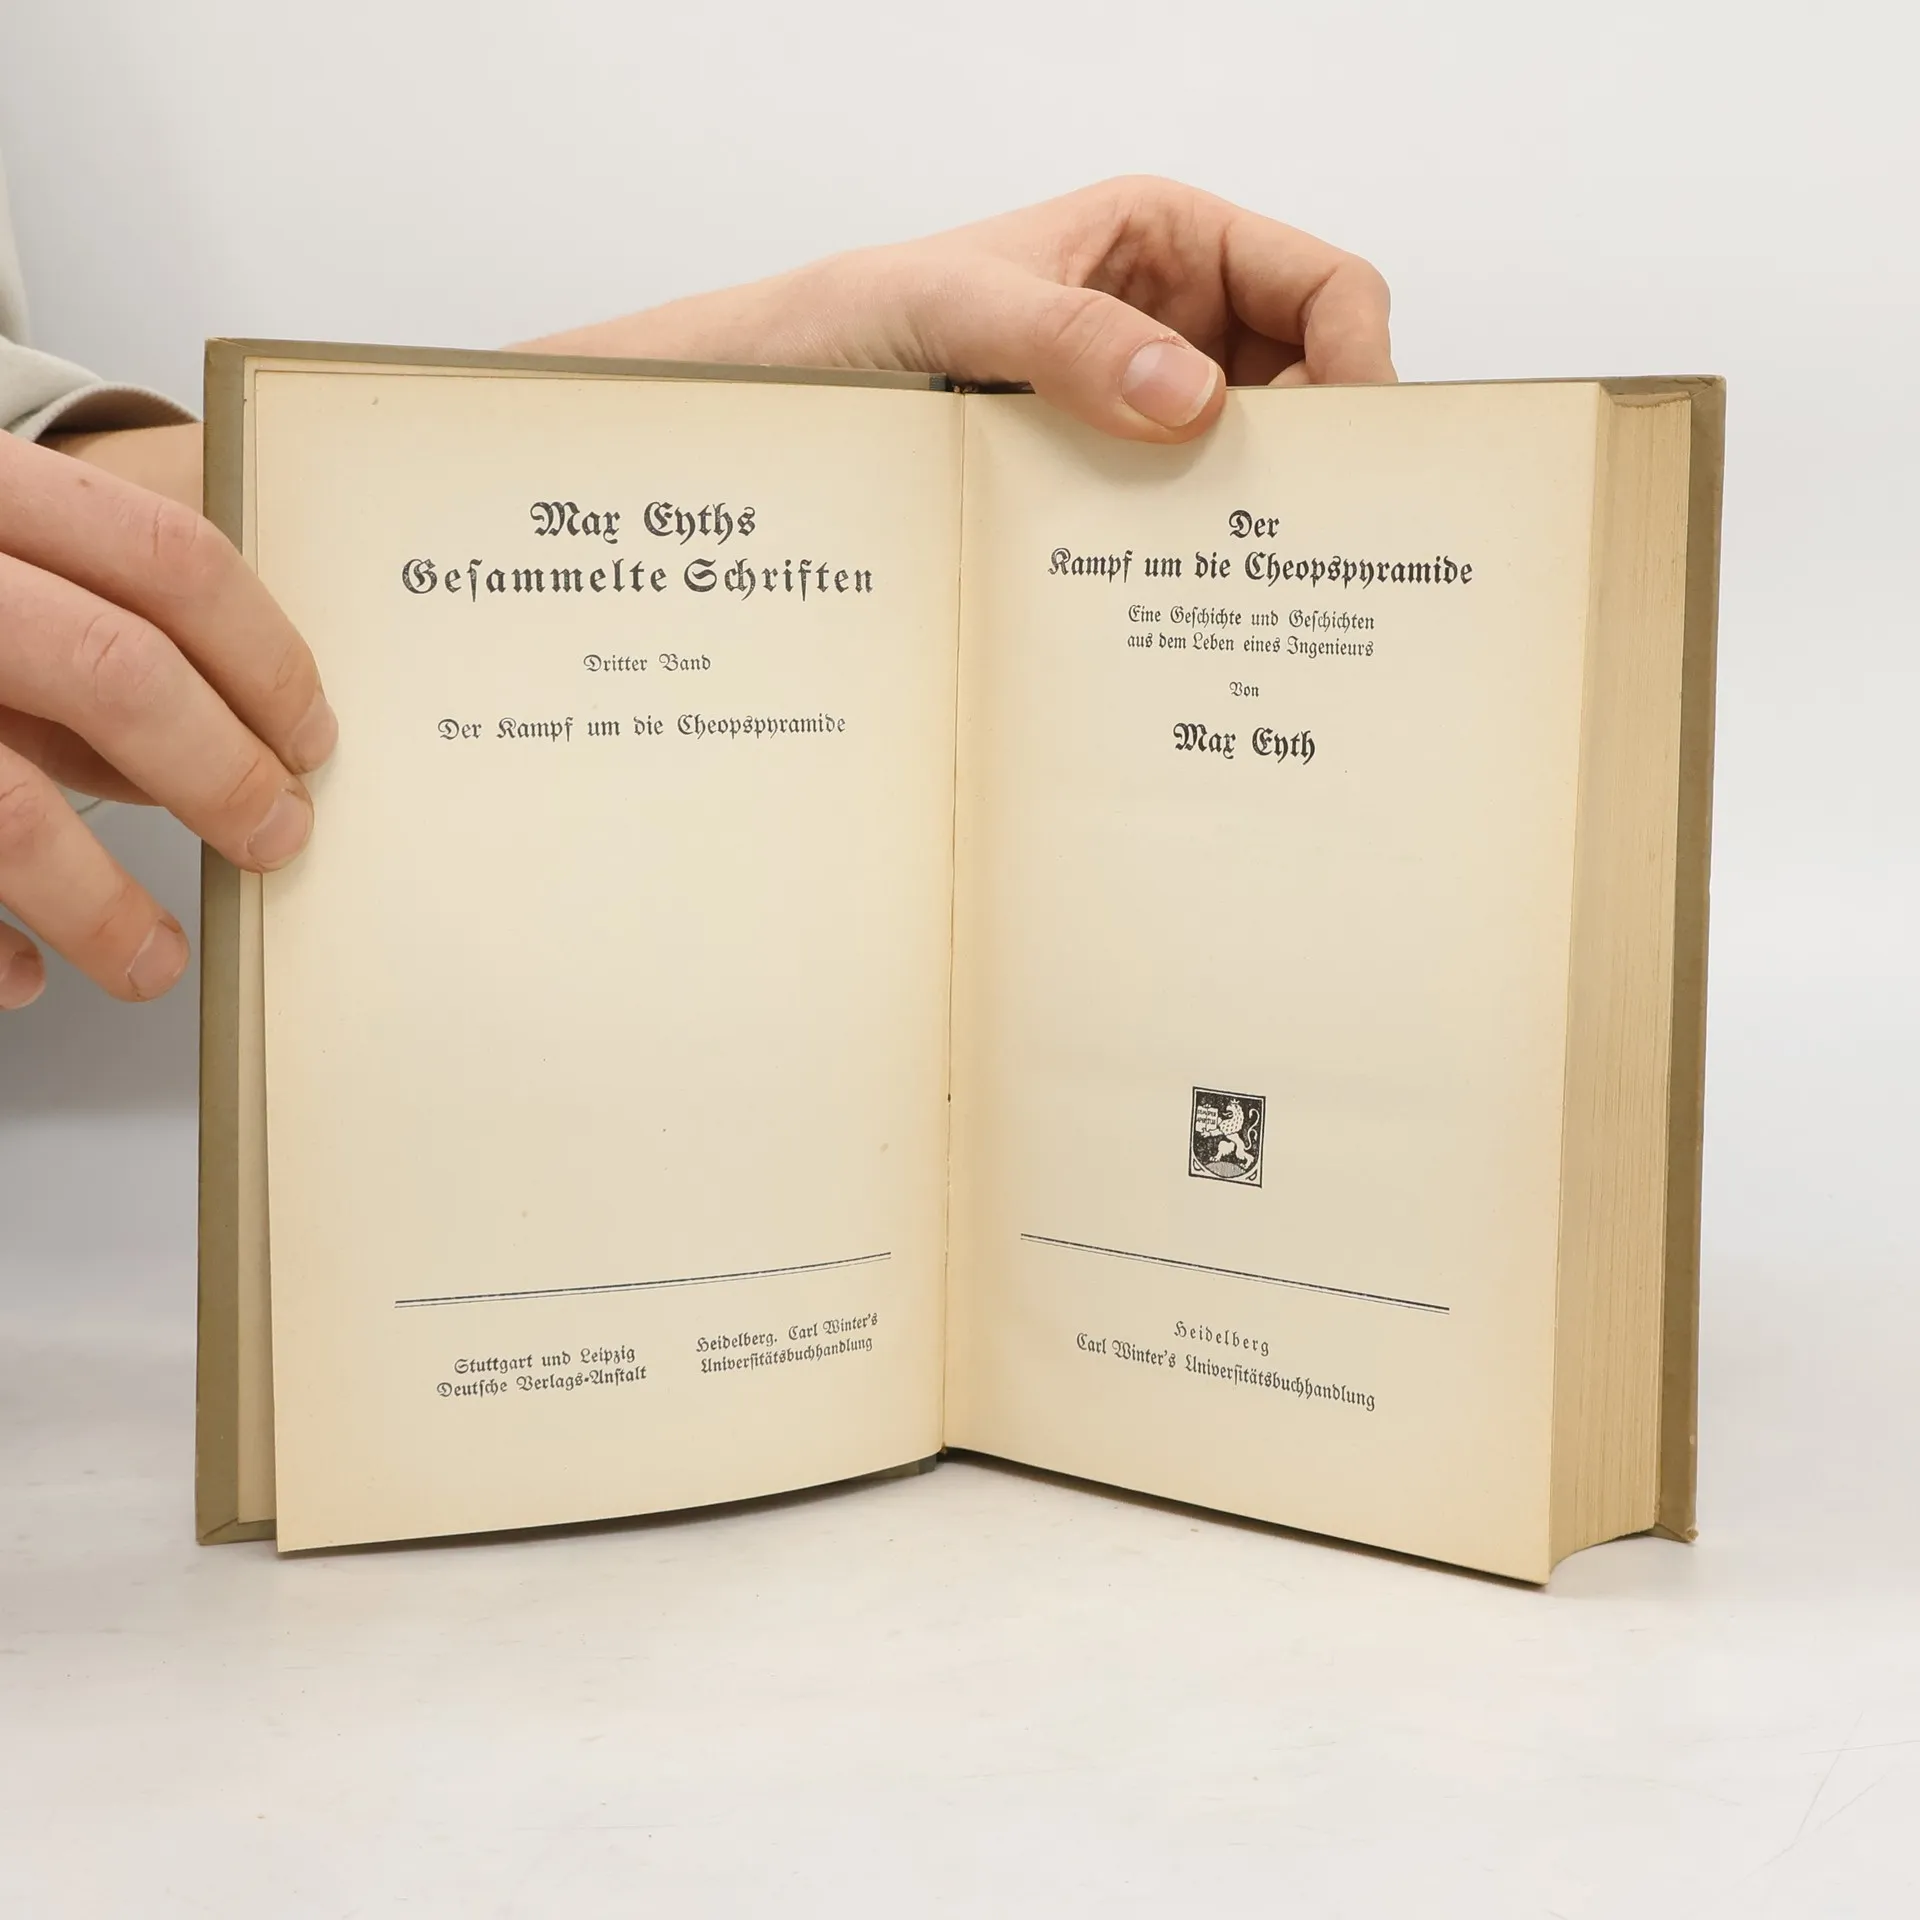 Max Eyths
Gesammelte Schriften
Dritter Band
Der Kampf um die Cheopspyramide
Stuttgart und Leipzig
Deutsche Verlags-Anstalt
Heidelberg. Carl Winter's
Universitätsbuchhandlung
Der
Kampf um die Cheopspyramide
Eine Geschichte und Geschichten
aus dem Leben eines Ingenieurs
Von
Max Eyth
Heidelberg
Carl Winter's Universitätsbuchhandlung